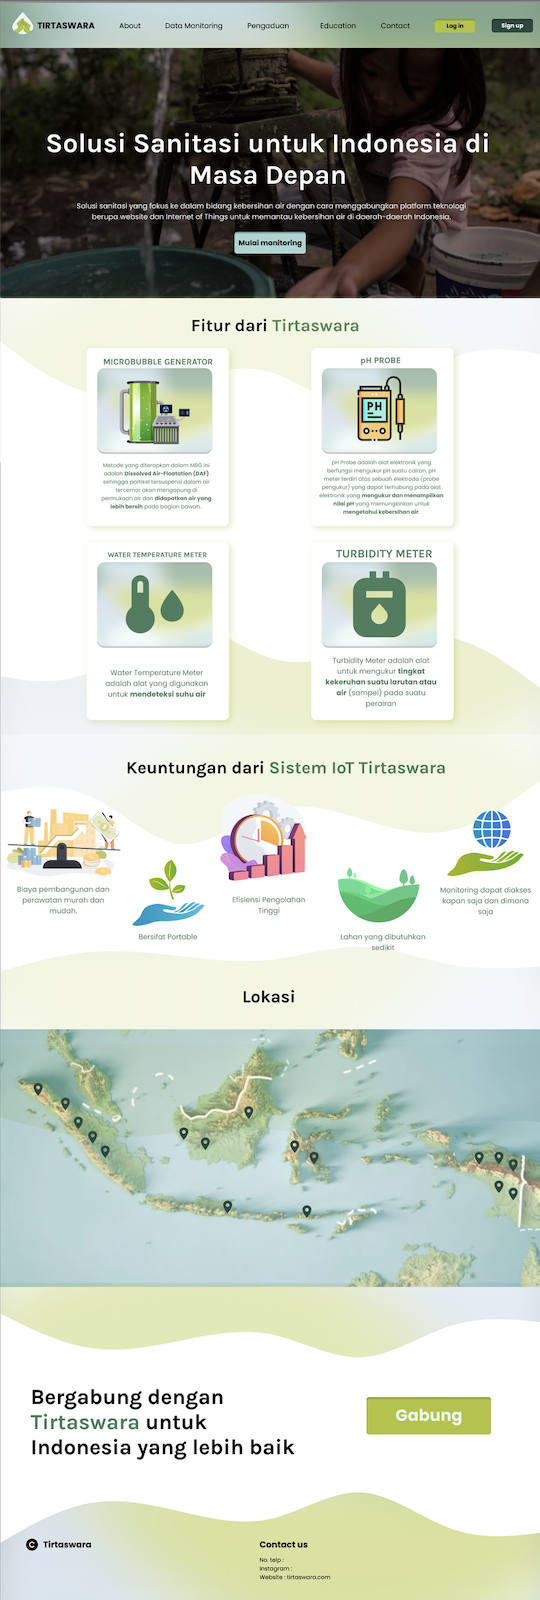 TIRTASWARA
About
Data Monitoring
Pengaduan
Education
Contact
Log in
Sign up
Solusi Sanitasi untuk Indonesia di
Masa Depan
Solusi sanitasi yang fokus ke dalam bidang kebersihan air dengan cara menggabungkan platform teknologi
berupa website dan Internet of Things untuk memantau kebersihan air di daerah-daerah Indonesia.
Mulai monitoring
Fitur dari Tirtaswara
MICROBUBBLE GENERATOR
Metode yang diterapkan dalam MBG ini
adalah Dissolved Air-Floatation (DAF)
sehingga partikel tersuspensi dalam air
tercemar akan mengapung di
permukaan air dan didapatkan air yang
lebih bersih pada bagian bawah.
pH PROBE
PH
pH Probe adalah alat elektronik yang
berfungsi mengukur pH suatu cairan. pH
meter terdiri atas sebuah elektroda (probe
pengukur) yang dapat terhubung pada alat
elektronik yang mengukur dan menampilkan
nilai pH yang memungkinkan untuk
mengetahui kebersihan air.
WATER TEMPERATURE METER
Water Temperature Meter
adalah alat yang digunakan
untuk mendeteksi suhu air
TURBIDITY METER
Turbidity Meter adalah alat
untuk mengukur tingkat
kekeruhan suatu larutan atau
air (sampel) pada suatu
perairan
Keuntungan dari Sistem IoT Tirtaswara
Biaya pembangunan dan
perawatan murah dan
mudah.
Bersifat Portable
Efisiensi Pengolahan
Tinggi
Lahan yang dibutuhkan
sedikit
Monitoring dapat diakses
kapan saja dan dimana
saja
Lokasi
Bergabung dengan
Tirtaswara untuk
Indonesia yang lebih baik
Gabung
C Tirtaswara
Contact us
No. telp :
Instagram :
Website : tirtaswara.com